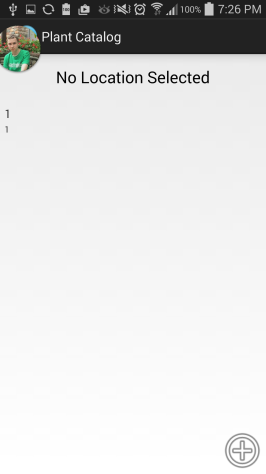 100% 7:26 PM
Plant Catalog
No Location Selected
1
1